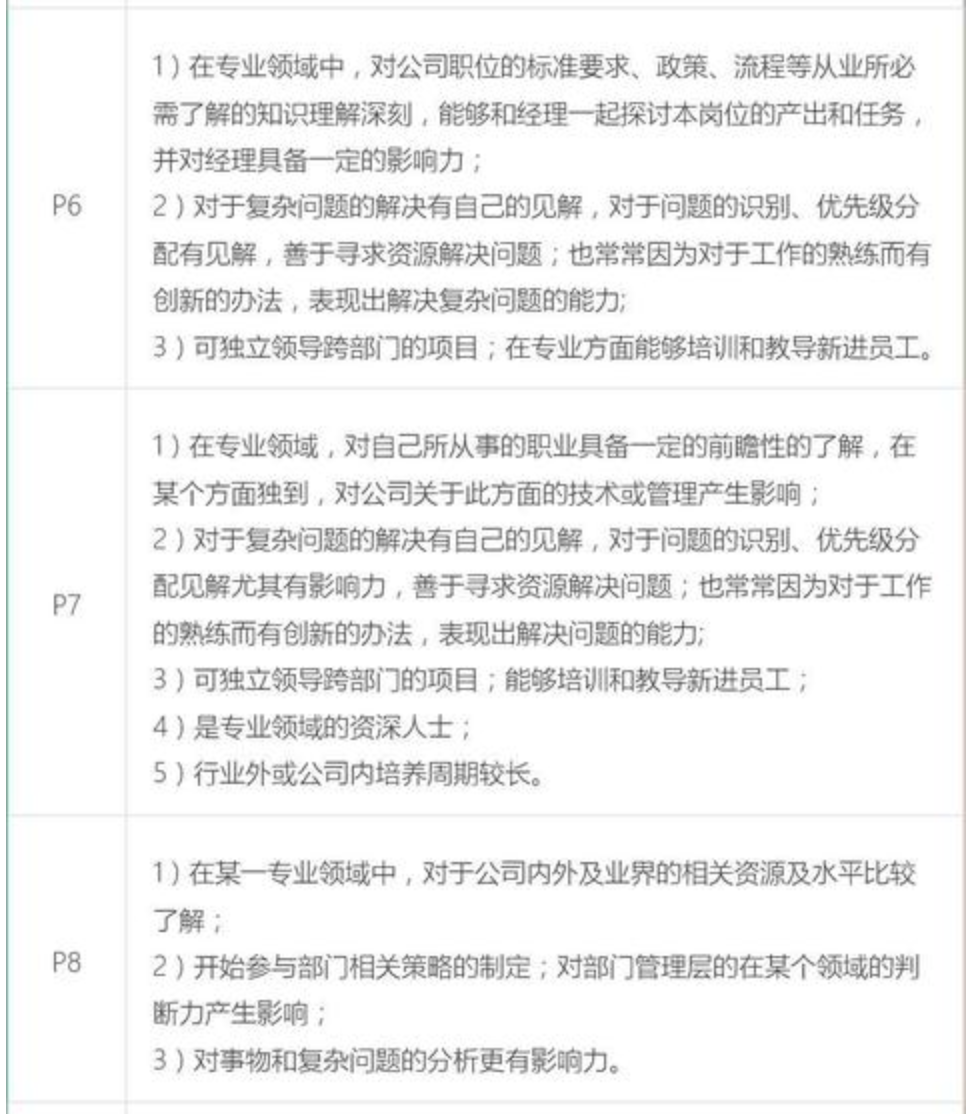 P6
1)在专业领域中，对公司职位的标准要求、政策、流程等从业所必
需了解的知识理解深刻，能够和经理一起探讨本岗位的产出和任务，
并对经理具备一定的影响力；
2)对于复杂问题的解决有自己的见解，对于问题的识别、优先级分
配有见解，善于寻求资源解决问题；也常常因为对于工作的熟练而有
创新的办法，表现出解决复杂问题的能力;
3)可独立领导跨部门的项目；在专业方面能够培训和教导新进员工。
P7
1)在专业领域，对自己所从事的职业具备一定的前瞻性的了解，在
某个方面独到，对公司关于此方面的技术或管理产生影响；
2)对于复杂问题的解决有自己的见解，对于问题的识别、优先级分
配见解尤其有影响力，善于寻求资源解决问题；也常常因为对于工作
的熟练而有创新的办法，表现出解决问题的能力;
3)可独立领导跨部门的项目；能够培训和教导新进员工；
4)是专业领域的资深人士；
5)行业外或公司内培养周期较长。
P8
1)在某一专业领域中，对于公司内外及业界的相关资源及水平比较
了解；
2)开始参与部门相关策略的制定；对部门管理层的在某个领域的判
断力产生影响；
3)对事物和复杂问题的分析更有影响力。